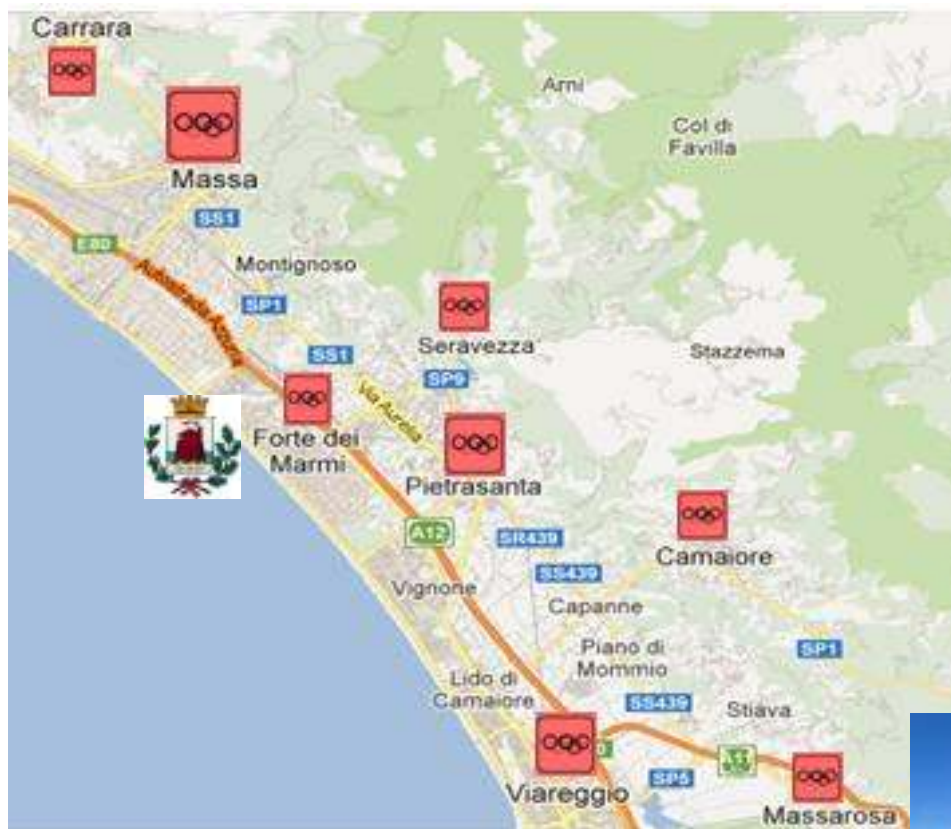 Carrara
Arni
Col di
Favilla
Massa
SS1
E80
Montignoso
SP1
Autostrada Azzurra
Seravezza
Stazzema
SS1
SP9
Via Aurelia
Forte dei
Marmi
Pietrasanta
A12
SR439
Camaiore
SS439
Vignone
Capanne
Piano di
Mommio
SP1
Lido di
Camaiore
SS439
Stiava
SP5
Viareggio
Massarosa